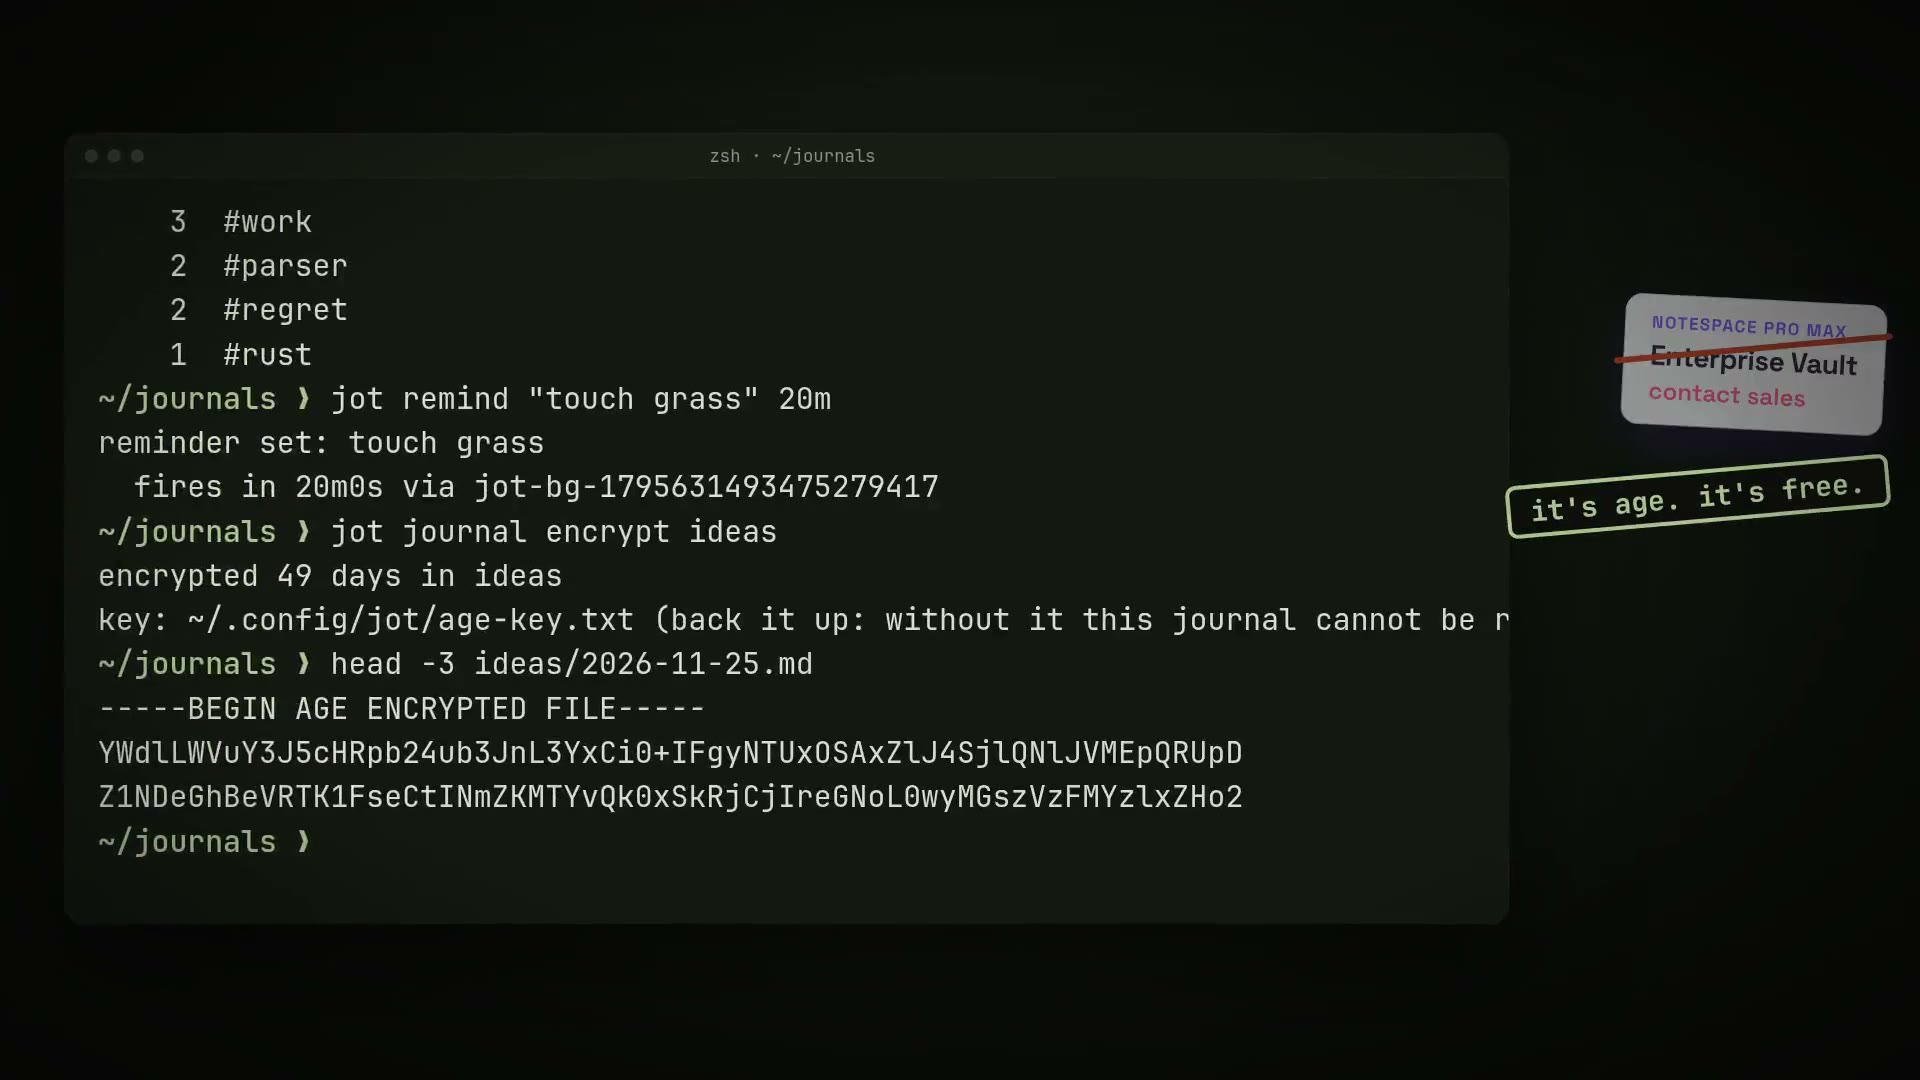 zsh · ~/journals
3 #work
2 #parser
2 #regret
1 #rust
~/journals ❯ jot remind "touch grass" 20m
reminder set: touch grass
fires in 20m0s via jot-bg-1795631493475279417
~/journals ❯ jot journal encrypt ideas
encrypted 49 days in ideas
key: ~/.config/jot/age-key.txt (back it up: without it this journal cannot be r
~/journals ❯ head -3 ideas/2026-11-25.md
-----BEGIN AGE ENCRYPTED FILE-----
YWdlLWVuY3J5cHRpb24ub3JnL3YxCi0+IFgyNTUxOSAxZlJ4SjlQNlJVMEpQRUpD
Z1NDeGhBeVRTK1FseCtINmZKMTYvQk0xSkRjCjIreGNoL0wyMGszVzFMYzlxZHo2
~/journals ❯
NOTESPACE PRO MAX
Enterprise Vault
contact sales
it's age. it's free.